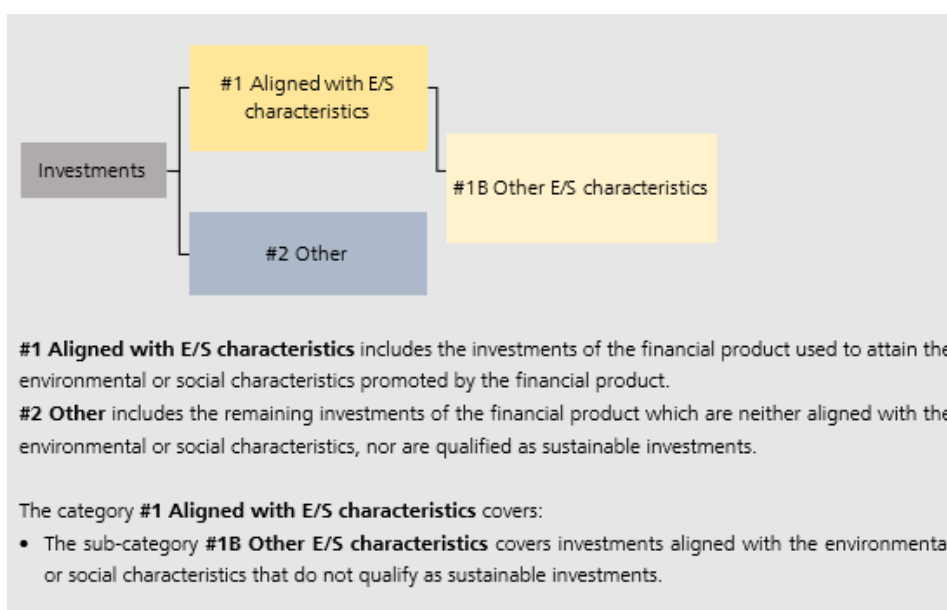 #1 Aligned with E/S
characteristics
Investments
#1B Other E/S characteristics
#2 Other
#1 Aligned with E/S characteristics includes the investments of the financial product used to attain the
environmental or social characteristics promoted by the financial product.
#2 Other includes the remaining investments of the financial product which are neither aligned with the
environmental or social characteristics, nor are qualified as sustainable investments.
The category #1 Aligned with E/S characteristics covers:
• The sub-category #1B Other E/S characteristics covers investments aligned with the environmenta
or social characteristics that do not qualify as sustainable investments.